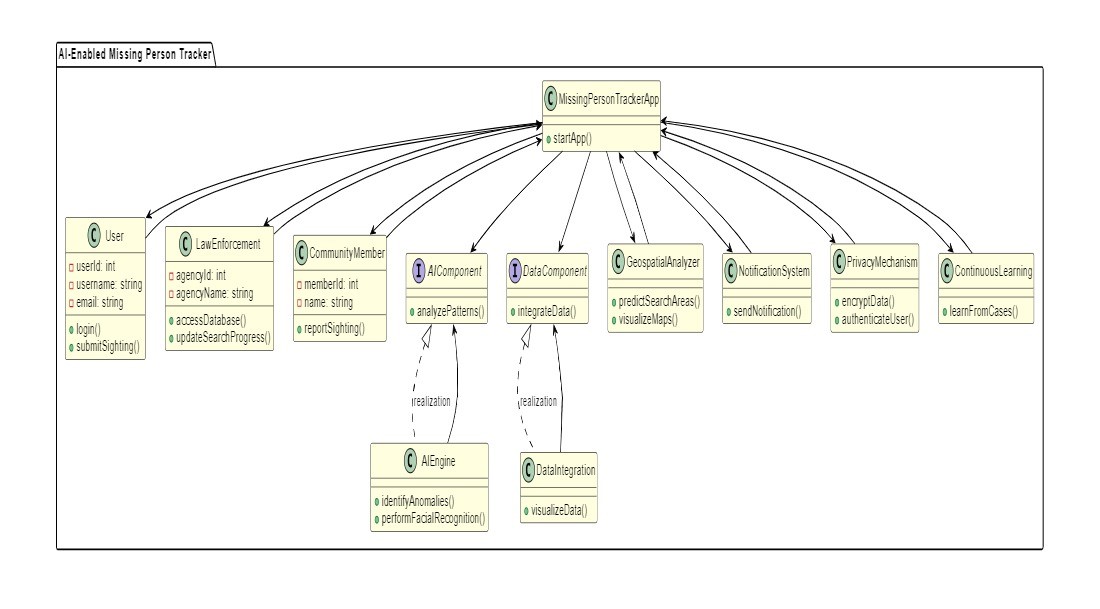 AI-Enabled Missing Person Tracker
C MissingPersonTrackerApp
startApp()
C User
userId: int
username: string
email: string
login()
submitSighting()
C LawEnforcement
agencyId: int
agencyName: string
accessDatabase()
updateSearchProgress()
C CommunityMember
memberId: int
name: string
reportSighting()
I AIComponent
analyzePatterns()
I DataComponent
integrateData()
C GeospatialAnalyzer
predictSearchAreas()
visualizeMaps()
C NotificationSystem
sendNotification()
C PrivacyMechanism
encryptData()
authenticateUser()
C ContinuousLearning
learnFromCases()
realization
realization
C AIEngine
identifyAnomalies()
performFacialRecognition()
C DataIntegration
visualizeData()